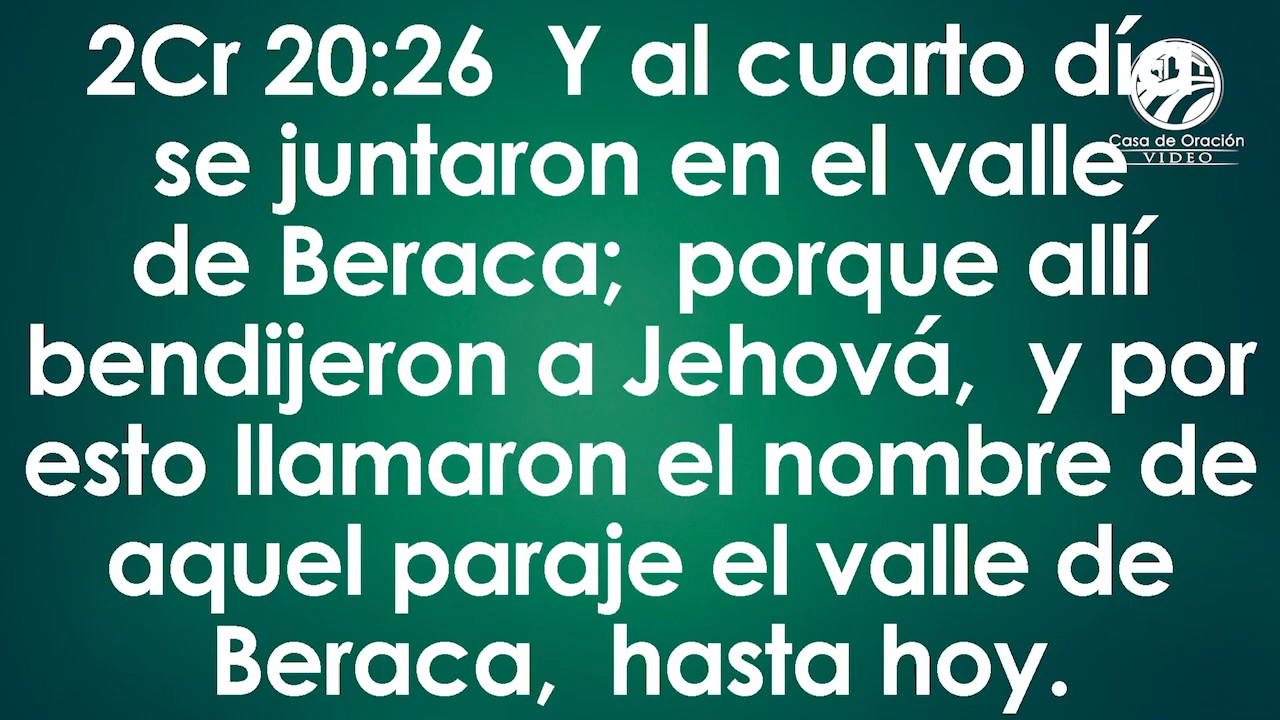 2Cr 20:26  Y al cuarto día
se juntaron en el valle
de Beraca;  porque allí
bendijeron a Jehová,  y por
esto llamaron el nombre de
aquel paraje el valle de
Beraca,  hasta hoy.
Casa de Oración
VIDEO